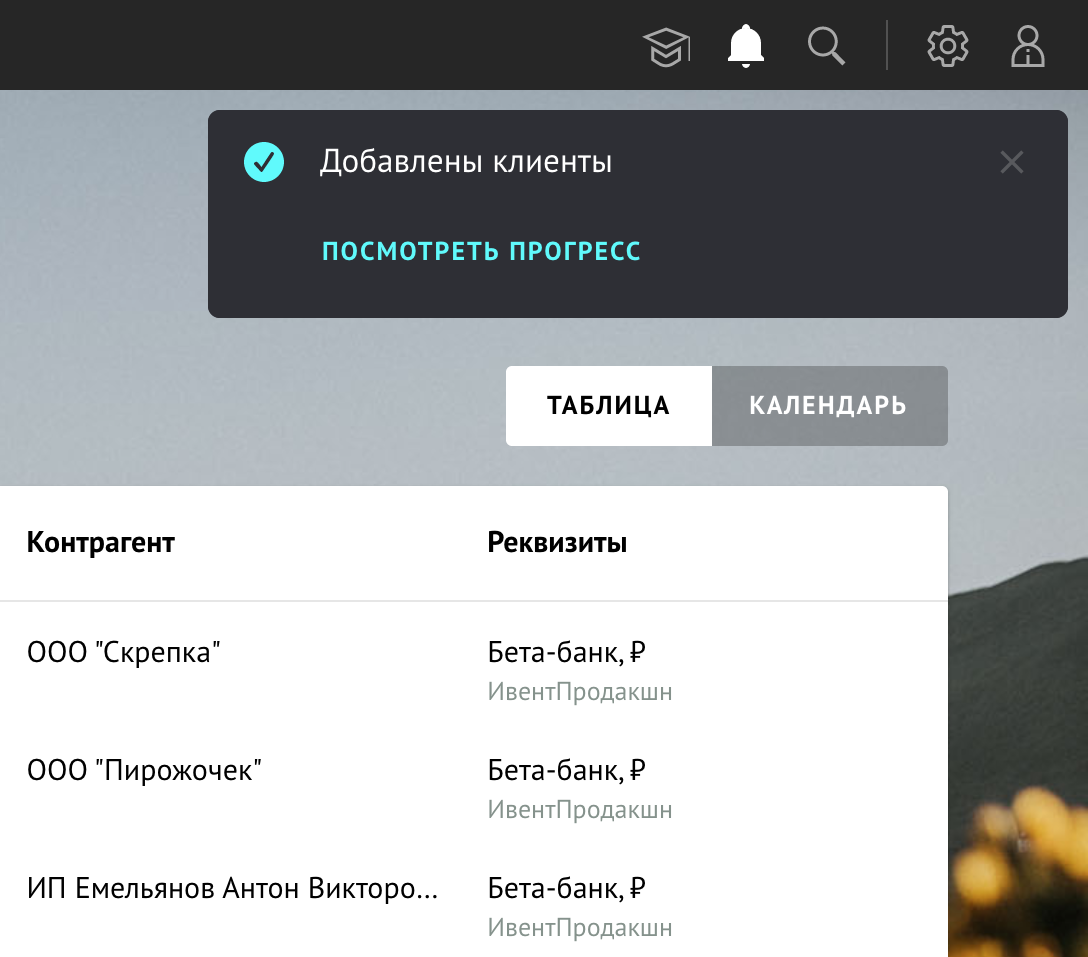 Добавлены клиенты
ПОСМОТРЕТЬ ПРОГРЕСС
ТАБЛИЦА КАЛЕНДАРЬ
Контрагент Реквизиты
ООО "Скрепка" Бета-банк, ₽
ИвентПродакшн
ООО "Пирожочек" Бета-банк, ₽
ИвентПродакшн
ИП Емельянов Антон Викторо... Бета-банк, ₽
ИвентПродакшн